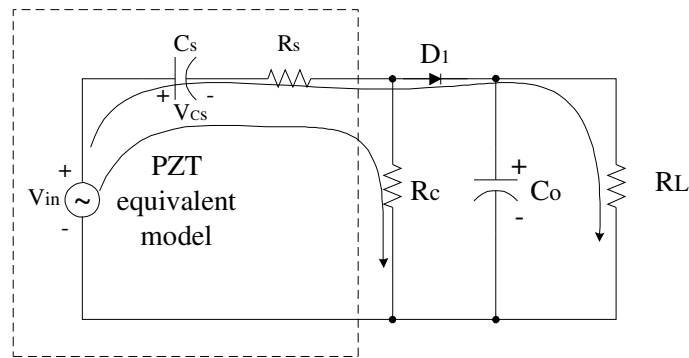 Cs
Rs
D1
+ -
VCs
+
Vin
~
-
PZT
equivalent
model
Rc
+
Co
-
RL